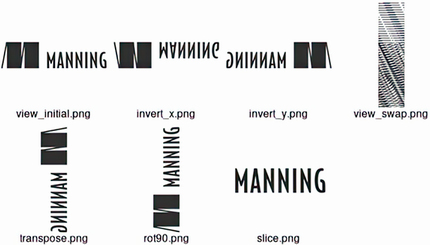 MANNING MANNING MANNING
view_initial.png invert_x.png invert_y.png view_swap.png
MANNING MANNING MANNING
transpose.png rot90.png slice.png